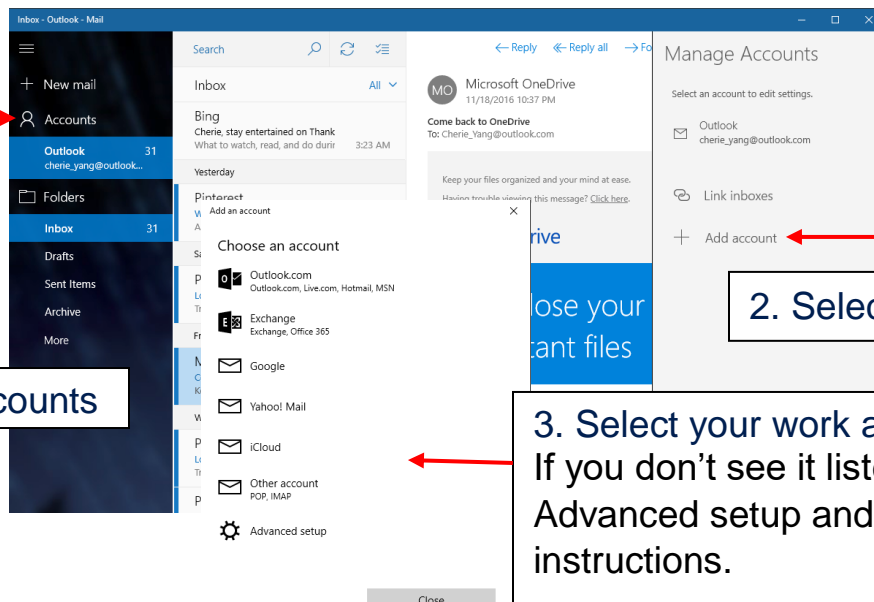 Inbox - Outlook - Mail
New mail
Accounts
Outlook 31
cherie_yang@outlook...
Folders
Inbox 31
Drafts
Sent Items
Archive
More
counts
Search
Inbox All
Bing
Cherie, stay entertained on Thank
What to watch, read, and do durir 3:23 AM
Yesterday
Pinterest
Reply Reply all Fo
MO Microsoft OneDrive
11/18/2016 10:37 PM
Come back to OneDrive
To: Cherie_Yang@outlook.com
Keep your files organized and your mind at ease.
Having trouble viewing this message? Click here.
rive
lose your
tant files
Add an account
Choose an account
Outlook.com
Outlook.com, Live.com, Hotmail, MSN
Exchange
Exchange, Office 365
Google
Yahoo! Mail
iCloud
Other account
POP, IMAP
Advanced setup
Close
Manage Accounts
Select an account to edit settings.
Outlook
cherie_yang@outlook.com
Link inboxes
Add account
2. Selec
3. Select your work a
If you don’t see it liste
Advanced setup and
instructions.